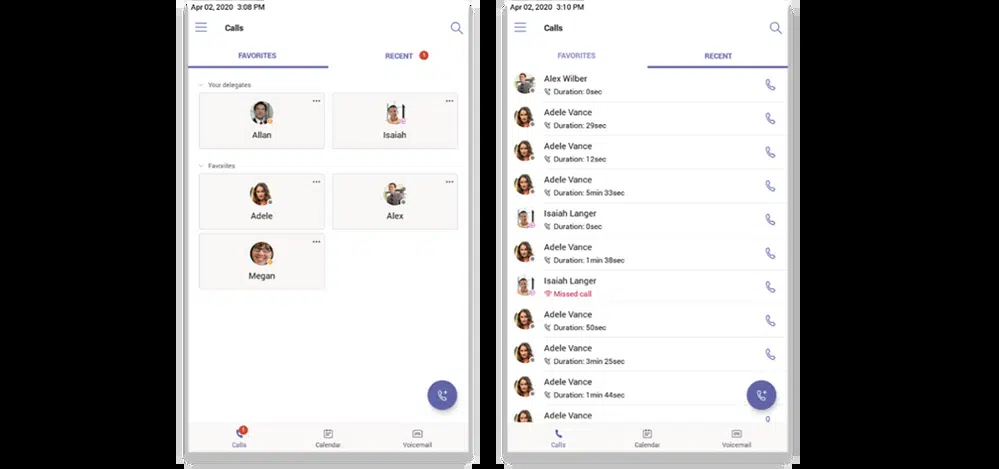 Apr 02, 2020 3:08 PM
Calls
FAVORITES
RECENT 1
Your delegates
Allan
Isaiah
Favorites
Adele
Alex
Megan
1
Calls
Calendar
Voicemail
Apr 02, 2020 3:10 PM
Calls
FAVORITES
RECENT
Alex Wilber
Duration: 0sec
Adele Vance
Duration: 29sec
Adele Vance
Duration: 12sec
Adele Vance
Duration: 5min 33sec
Isaiah Langer
Duration: 0sec
Adele Vance
Duration: 1min 38sec
Isaiah Langer
Missed call
Adele Vance
Duration: 50sec
Adele Vance
Duration: 3min 25sec
Adele Vance
Duration: 1min 44sec
Adele Vance
Calls
Calendar
Voicemail